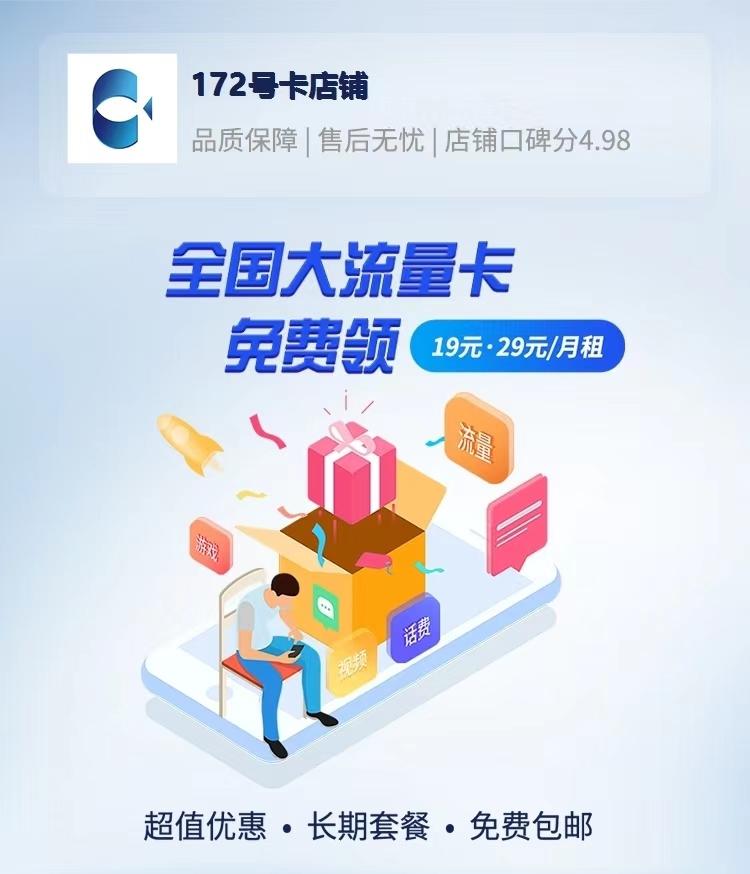 172号卡店铺
品质保障 | 售后无忧 | 店铺口碑分4.98
全国大流量卡
免费领
19元·29元/月租
流量
游戏
话费
视频
超值优惠 • 长期套餐 • 免费包邮